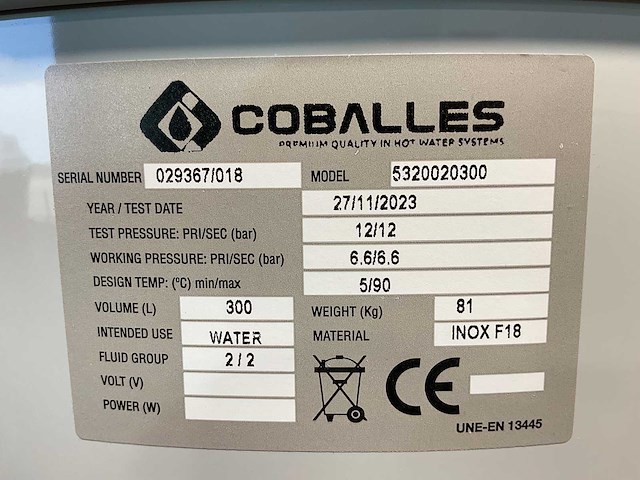 COBALLES
PREMIUM QUALITY IN HOT WATER SYSTEMS
SERIAL NUMBER 029367/018 MODEL 5320020300
YEAR / TEST DATE 27/11/2023
TEST PRESSURE: PRI/SEC (bar) 12/12
WORKING PRESSURE: PRI/SEC (bar) 6.6/6.6
DESIGN TEMP: (ºC) min/max 5/90
VOLUME (L) 300 WEIGHT (Kg) 81
INTENDED USE WATER MATERIAL INOX F18
FLUID GROUP 2 / 2
VOLT (V)
POWER (W)
CE
UNE-EN 13445